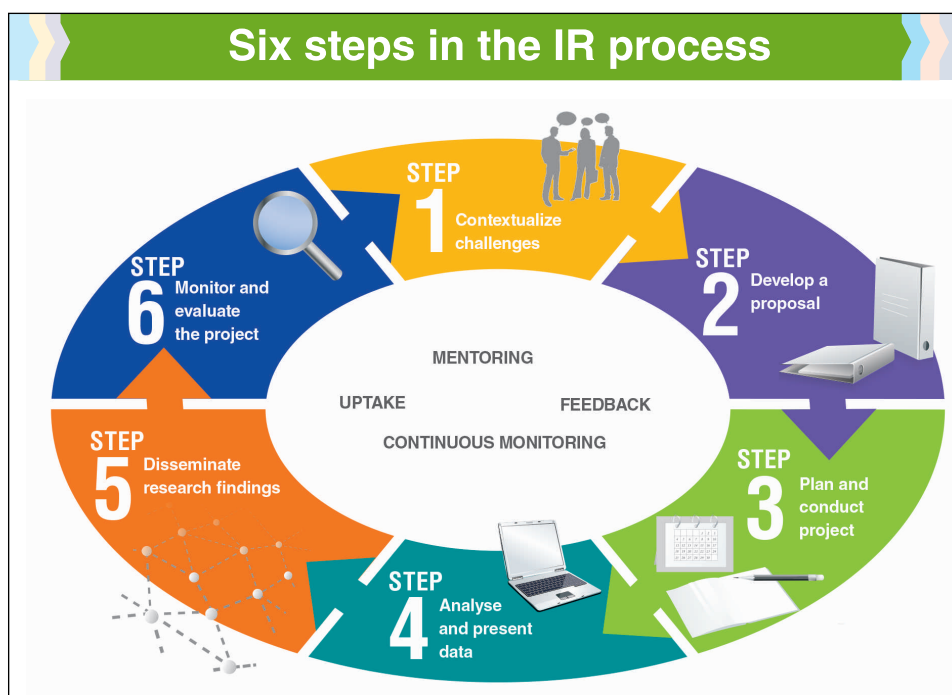 Six steps in the IR process
STEP
1
Contextualize
challenges
STEP
2
Develop a
proposal
STEP
3
Plan and
conduct
project
STEP
4
Analyse
and present
data
STEP
5
Disseminate
research findings
STEP
6
Monitor and
evaluate
the project
MENTORING
UPTAKE
FEEDBACK
CONTINUOUS MONITORING